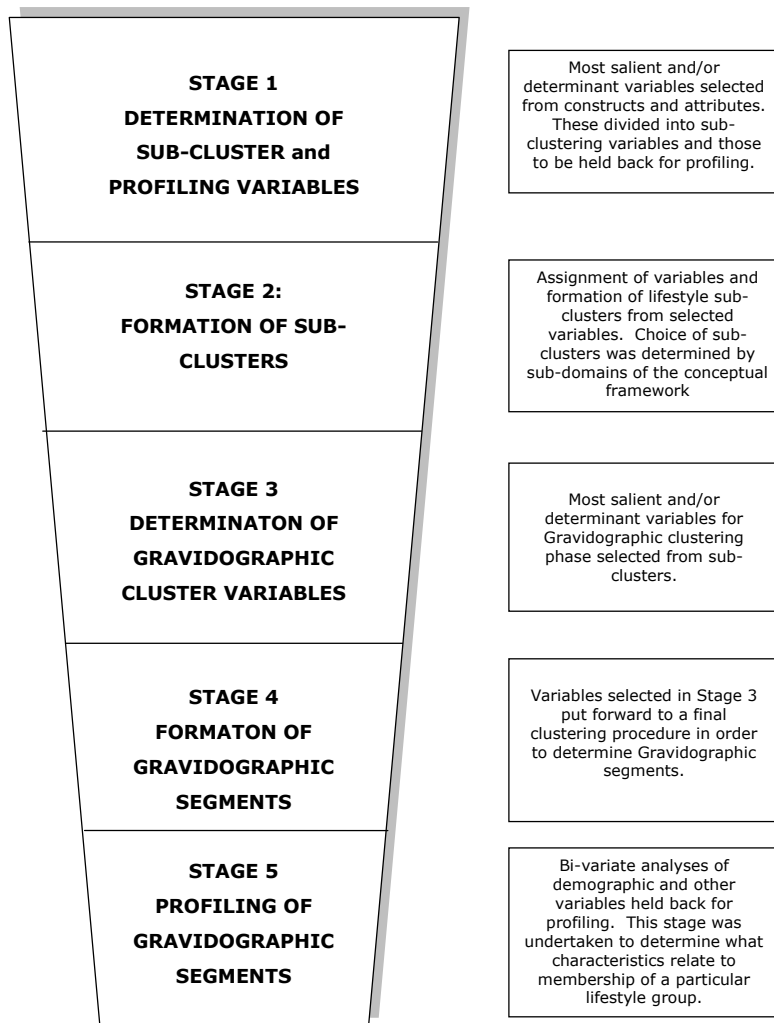 STAGE 1
DETERMINATION OF
SUB-CLUSTER and
PROFILING VARIABLES
Most salient and/or
determinant variables selected
from constructs and attributes.
These divided into sub-
clustering variables and those
to be held back for profiling.
STAGE 2:
FORMATION OF SUB-
CLUSTERS
Assignment of variables and
formation of lifestyle sub-
clusters from selected
variables.  Choice of sub-
clusters was determined by
sub-domains of the conceptual
framework
STAGE 3
DETERMINATON OF
GRAVIDOGRAPHIC
CLUSTER VARIABLES
Most salient and/or
determinant variables for
Gravidographic clustering
phase selected from sub-
clusters.
STAGE 4
FORMATON OF
GRAVIDOGRAPHIC
SEGMENTS
Variables selected in Stage 3
put forward to a final
clustering procedure in order
to determine Gravidographic
segments.
STAGE 5
PROFILING OF
GRAVIDOGRAPHIC
SEGMENTS
Bi-variate analyses of
demographic and other
variables held back for
profiling.  This stage was
undertaken to determine what
characteristics relate to
membership of a particular
lifestyle group.